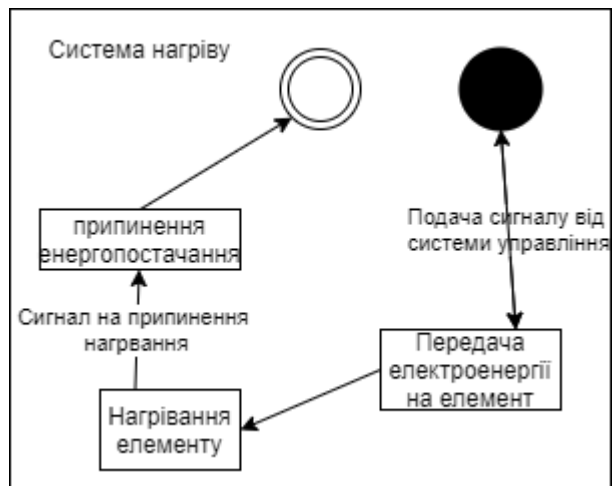 Система нагріву
припинення
енергопостачання
Подача сигналу від
системи управління
Сигнал на припинення
нагрвання
Передача
електроенергії
на елемент
Нагрівання
елементу